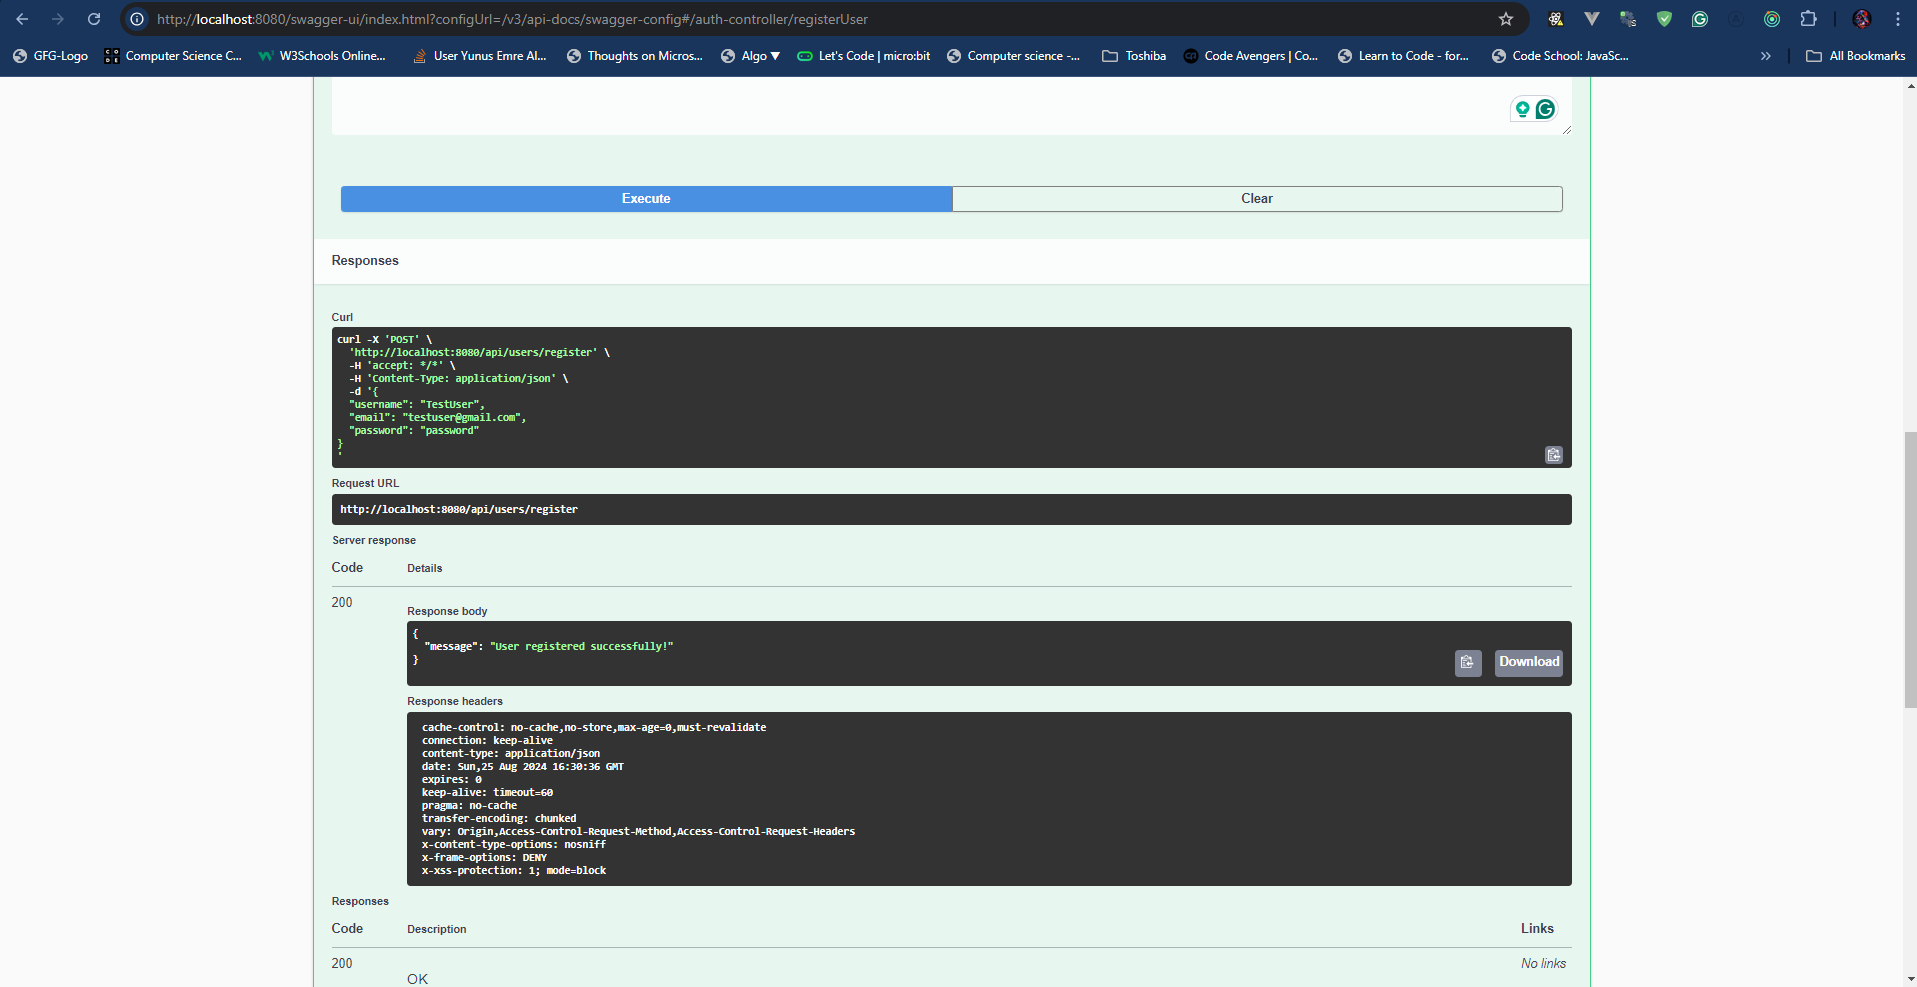 http://localhost:8080/swagger-ui/index.html?configUrl=/v3/api-docs/swagger-config#/auth-controller/registerUser
GFG-Logo
Computer Science C...
W3Schools Online...
User Yunus Emre Al...
Thoughts on Micros...
Algo ▼
Let's Code | micro:bit
Computer science -...
Toshiba
Code Avengers | Co...
Learn to Code - for...
Code School: JavaSc...
»
All Bookmarks
Execute
Clear
Responses
Curl
curl -X 'POST' \
'http://localhost:8080/api/users/register' \
-H 'accept: */*' \
-H 'Content-Type: application/json' \
-d '{
"username": "TestUser",
"email": "testuser@gmail.com",
"password": "password"
}
'
Request URL
http://localhost:8080/api/users/register
Server response
Code
Details
200
Response body
{
"message": "User registered successfully!"
}
Download
Response headers
cache-control: no-cache,no-store,max-age=0,must-revalidate
connection: keep-alive
content-type: application/json
date: Sun,25 Aug 2024 16:30:36 GMT
expires: 0
keep-alive: timeout=60
pragma: no-cache
transfer-encoding: chunked
vary: Origin,Access-Control-Request-Method,Access-Control-Request-Headers
x-content-type-options: nosniff
x-frame-options: DENY
x-xss-protection: 1; mode=block
Responses
Code
Description
Links
200
No links
OK